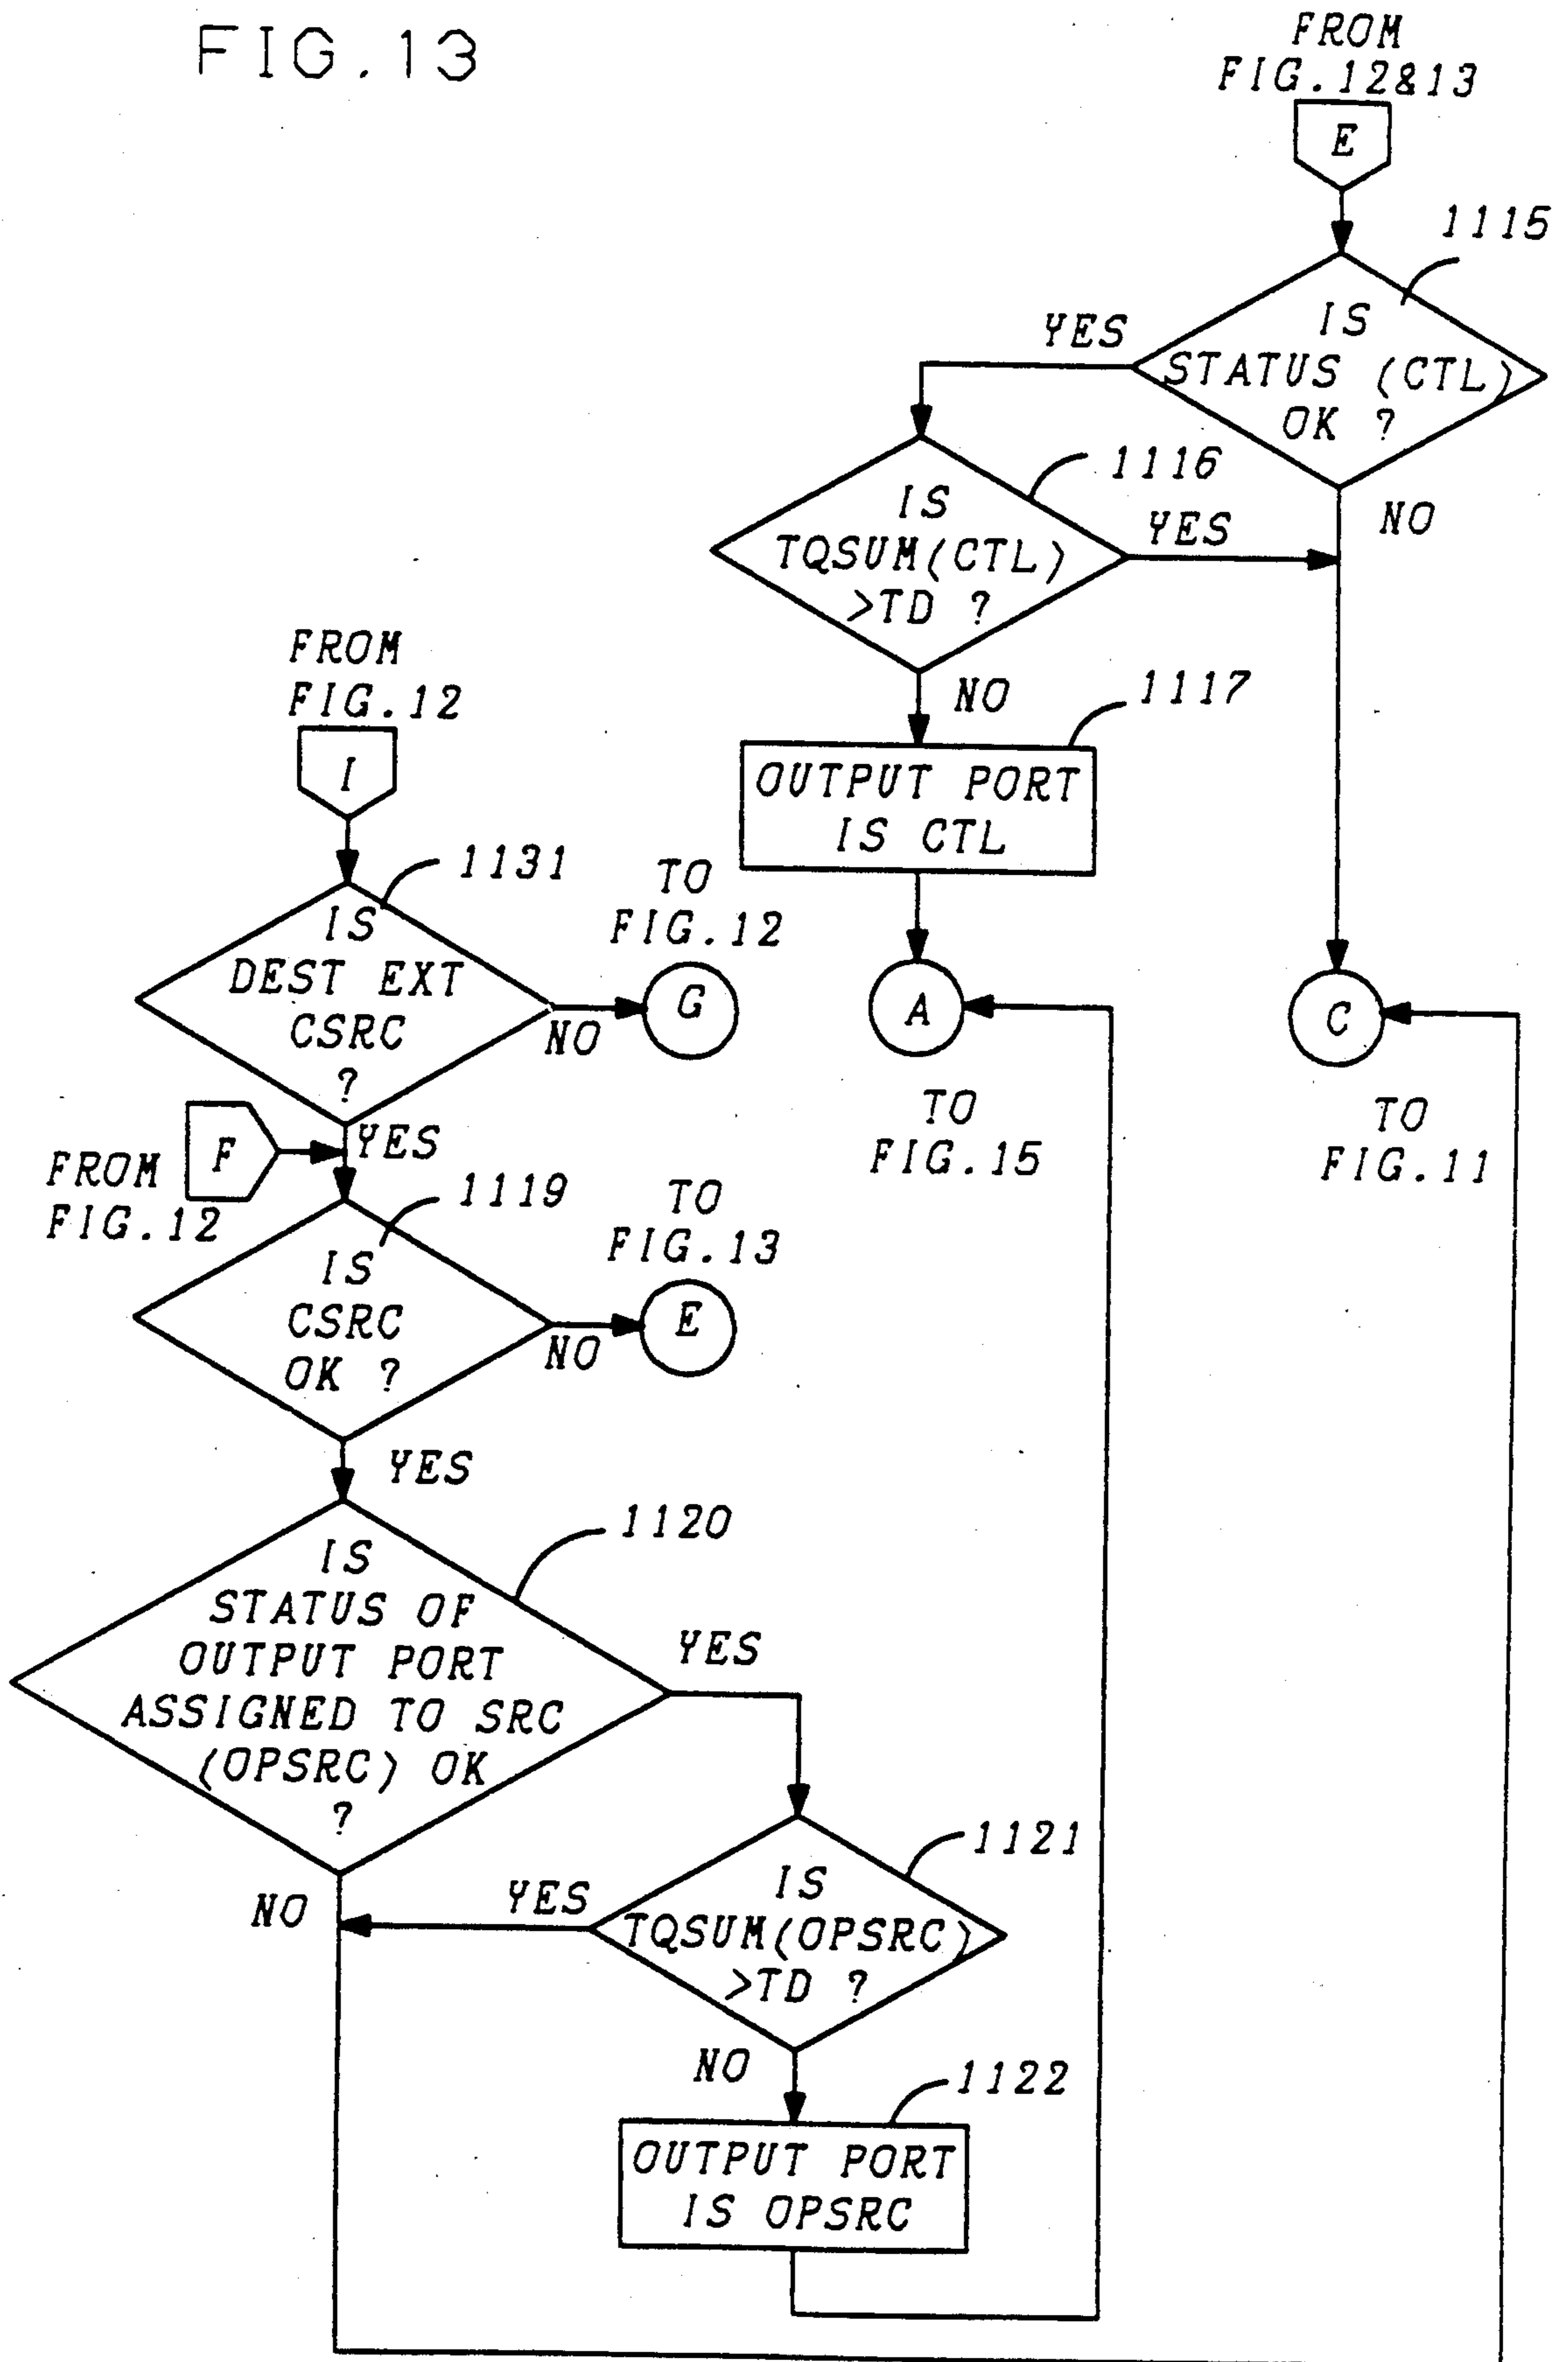 FIG.13
FROM
FIG.12&13
E
1115
IS
STATUS (CTL)
OK ?
YES
NO
1116
IS
TQSUM(CTL)
>TD ?
YES
NO
1117
OUTPUT PORT
IS CTL
A
TO
FIG.15
C
TO
FIG.11
FROM
FIG.12
I
1131
IS
DEST EXT
CSRC
?
NO
TO
FIG.12
G
YES
F
FROM
FIG.12
1119
IS
CSRC
OK ?
NO
TO
FIG.13
E
YES
1120
IS
STATUS OF
OUTPUT PORT
ASSIGNED TO SRC
(OPSRC) OK
?
YES
NO
1121
IS
TQSUM(OPSRC)
>TD ?
YES
NO
1122
OUTPUT PORT
IS OPSRC